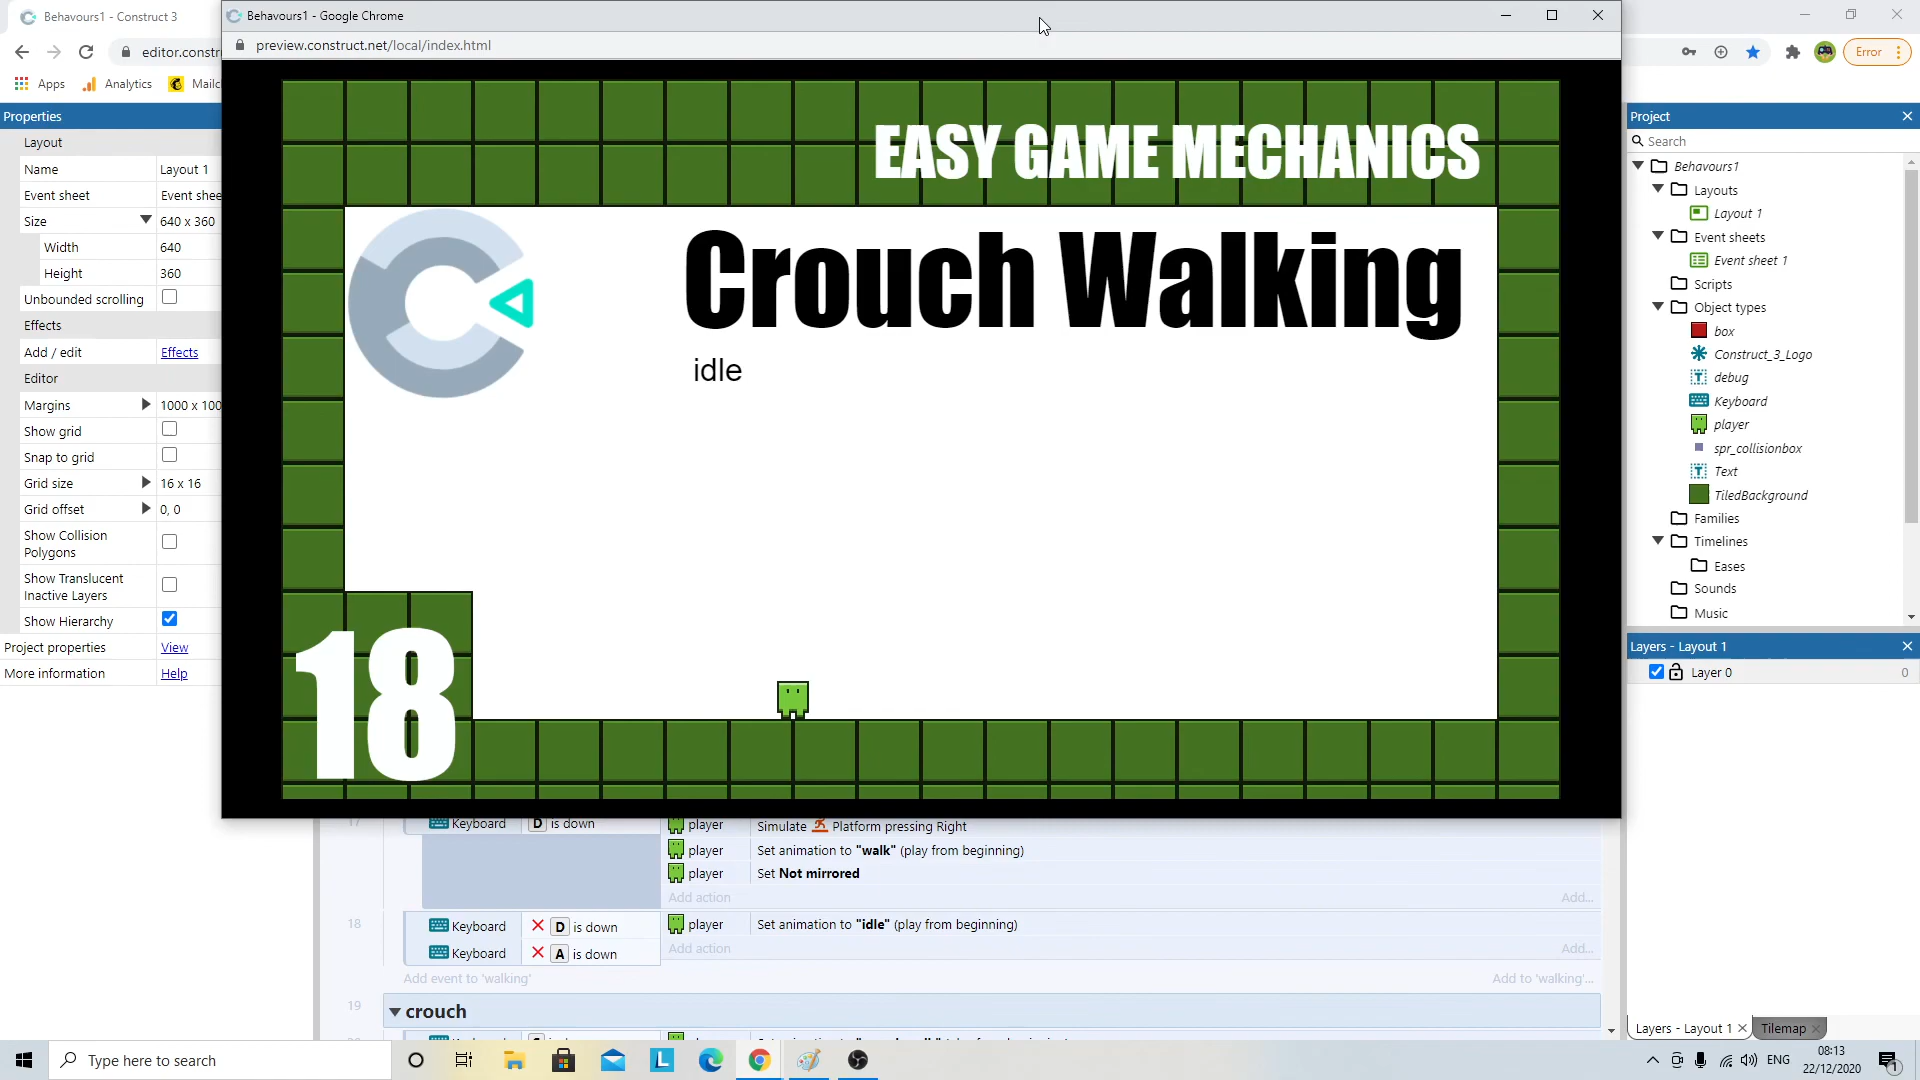 Behavours1 - Construct 3
editor.constr
Error
Apps
Analytics
Mailc
Behavours1 - Google Chrome
preview.construct.net/local/index.html
EASY GAME MECHANICS
Crouch Walking
idle
18
Properties
Layout
Name Layout 1
Event sheet Event shee
Size 640 x 360
Width 640
Height 360
Unbounded scrolling
Effects
Add / edit Effects
Editor
Margins 1000 x 100
Show grid
Snap to grid
Grid size 16 x 16
Grid offset 0, 0
Show Collision
Polygons
Show Translucent
Inactive Layers
Show Hierarchy
Project properties View
More information Help
17 Keyboard D is down player Simulate Platform pressing Right
player Set animation to "walk" (play from beginning)
player Set Not mirrored
Add action Add...
18 Keyboard D is down player Set animation to "idle" (play from beginning)
Keyboard A is down Add action Add...
Add event to 'walking' Add to 'walking'...
19 crouch
Project
Search
Behavours1
Layouts
Layout 1
Event sheets
Event sheet 1
Scripts
Object types
box
Construct_3_Logo
debug
Keyboard
player
spr_collisionbox
Text
TiledBackground
Families
Timelines
Eases
Sounds
Music
Layers - Layout 1
Layer 0 0
Layers - Layout 1 Tilemap
Type here to search
ENG
08:13
22/12/2020
1